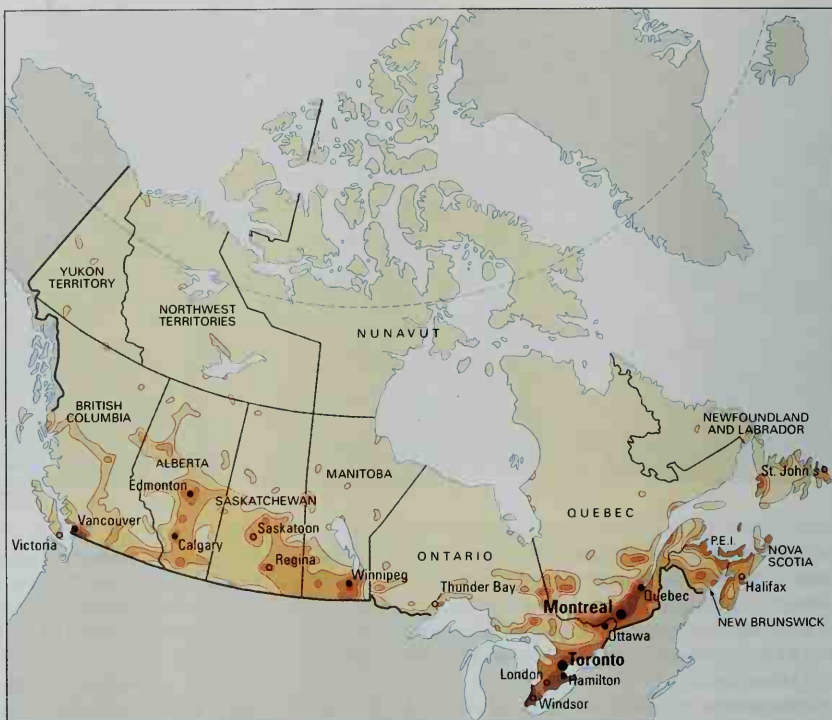 YUKON
TERRITORY
NORTHWEST
TERRITORIES
NUNAVUT
BRITISH
COLUMBIA
NEWFOUNDLAND
AND LABRADOR
ALBERTA
MANITOBA
St. John's
Edmonton
SASKATCHEWAN
QUEBEC
Vancouver
Saskatoon
P.E.I.
Victoria
Calgary
NOVA
SCOTIA
Regina
ONTARIO
Winnipeg
Thunder Bay
Quebec
Halifax
Montreal
NEW BRUNSWICK
Ottawa
Toronto
London
Hamilton
Windsor